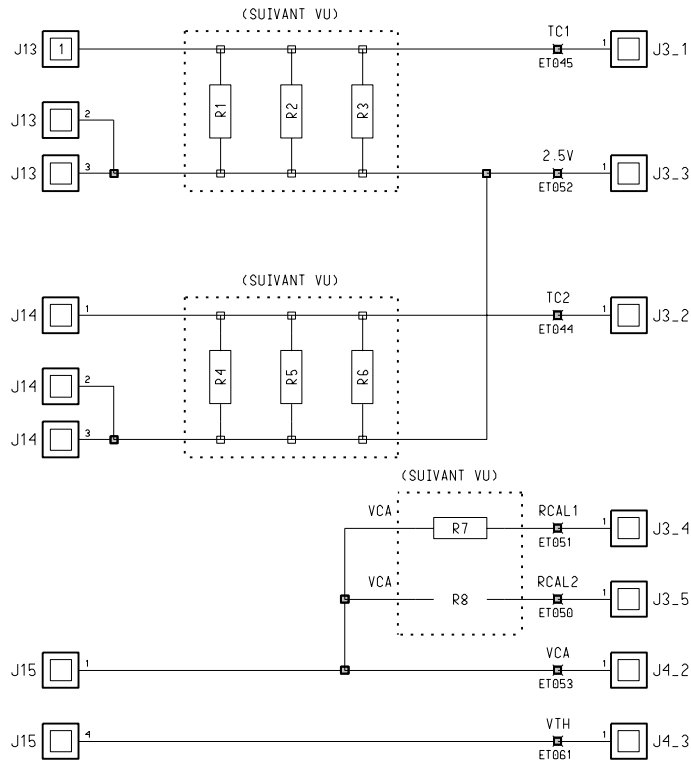 (SUIVANT VU)
J13 1 TC1 ET045 1 J3_1
R1 R2 R3
J13 2
J13 3 2.5V ET052 1 J3_3
(SUIVANT VU)
J14 1 TC2 ET044 1 J3_2
R4 R5 R6
J14 2
J14 3
(SUIVANT VU)
VCA R7 RCAL1 ET051 1 J3_4
VCA R8 RCAL2 ET050 1 J3_5
J15 1 VCA ET053 1 J4_2
J15 4 VTH ET061 1 J4_3